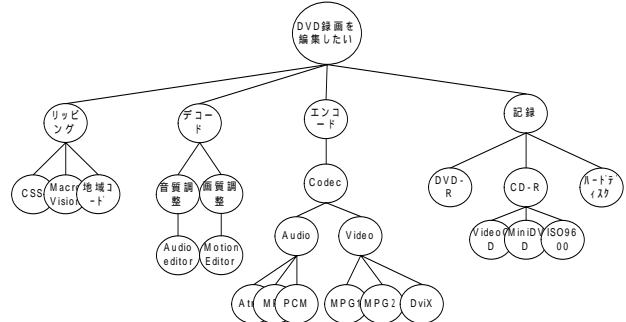 DVD録画を
編集したい
リッピ
ング
デコー
ド
エンコ
ード
記録
CSS
Macro
Vision
地域コ
ード
音質調
整
画質調
整
Codec
DVD-
R
CD-R
ハードデ
ィスク
Audio
editor
Motion
Editor
Audio
Video
VideoC
D
MiniDV
D
ISO96
00
PCM
MPG1
MPG2
DviX